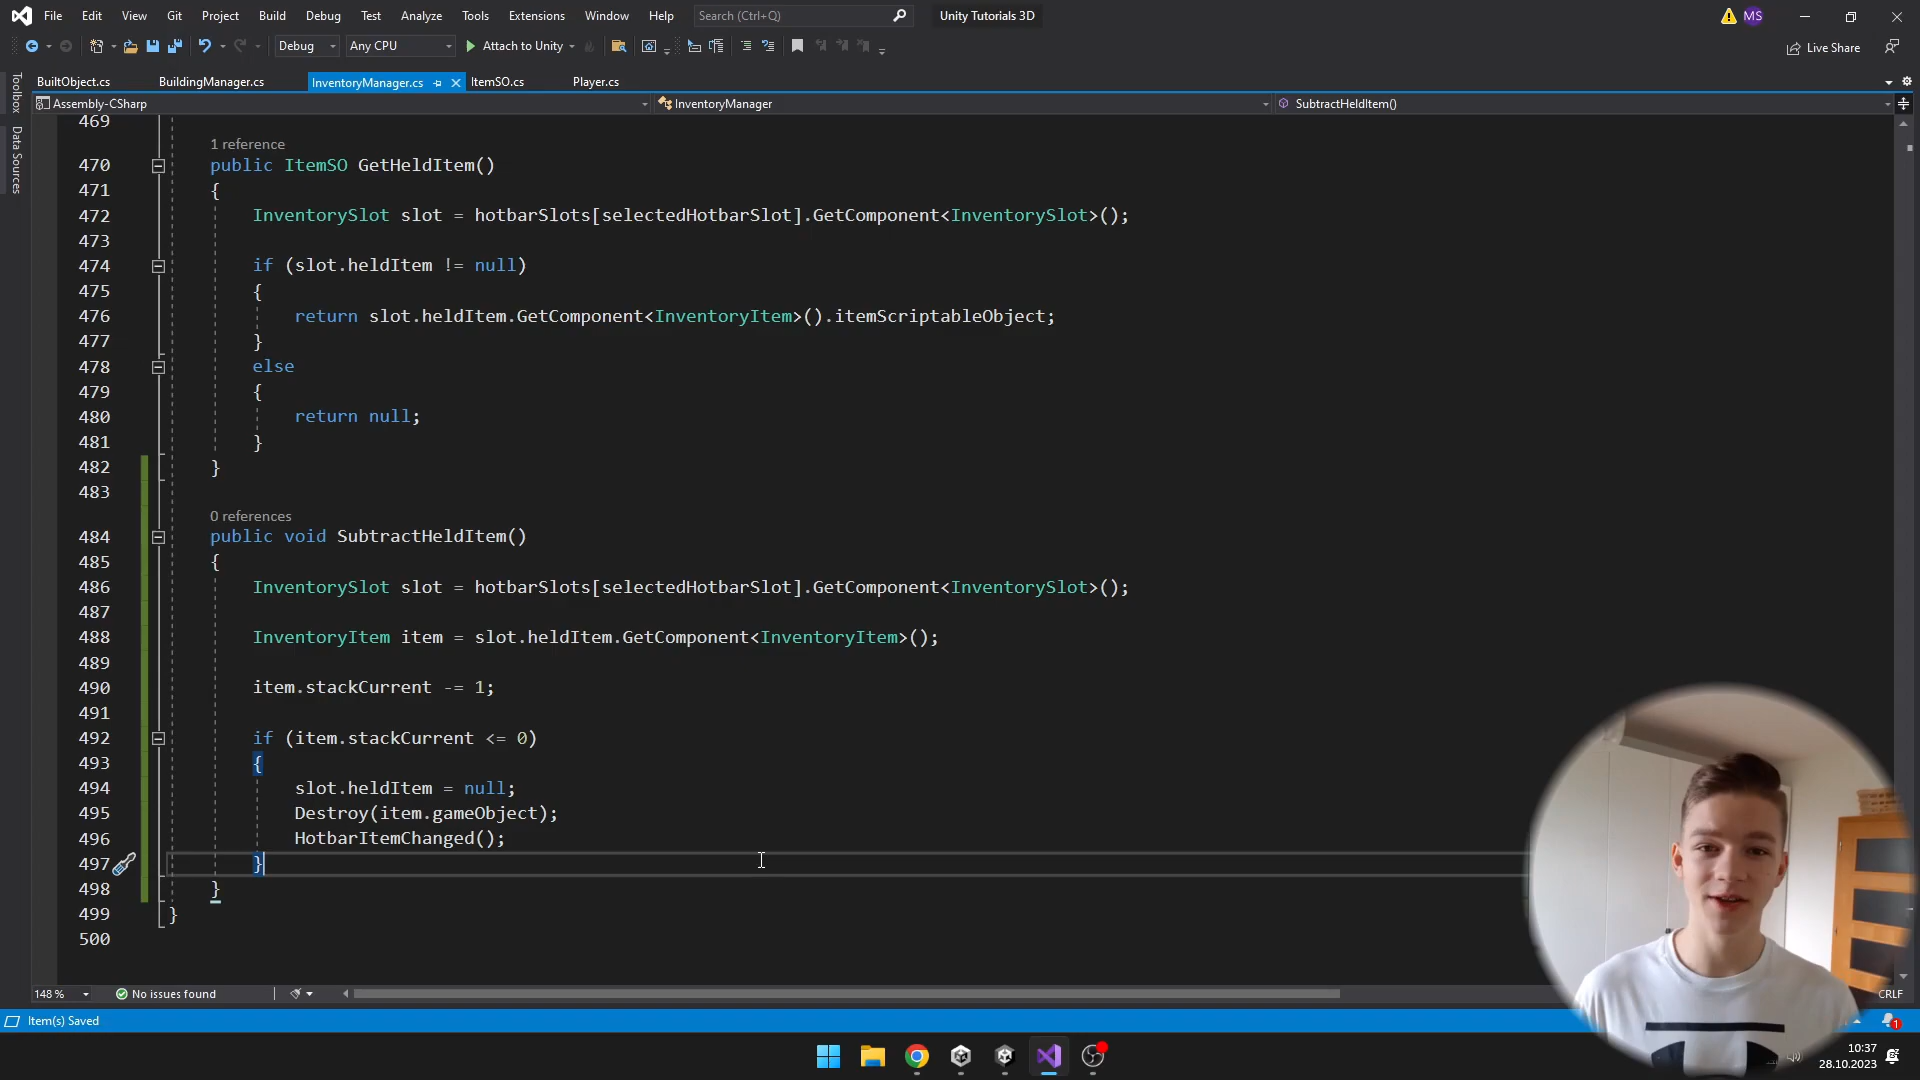 File Edit View Git Project Build Debug Test Analyze Tools Extensions Window Help Search (Ctrl+Q) Unity Tutorials 3D MS
Debug Any CPU Attach to Unity Live Share
BuiltObject.cs BuildingManager.cs InventoryManager.cs ItemSO.cs Player.cs
Assembly-CSharp InventoryManager SubtractHeldItem()
Toolbox
Data Sources
469
1 reference
470 public ItemSO GetHeldItem()
471 {
472 InventorySlot slot = hotbarSlots[selectedHotbarSlot].GetComponent<InventorySlot>();
473
474 if (slot.heldItem != null)
475 {
476 return slot.heldItem.GetComponent<InventoryItem>().itemScriptableObject;
477 }
478 else
479 {
480 return null;
481 }
482 }
483
0 references
484 public void SubtractHeldItem()
485 {
486 InventorySlot slot = hotbarSlots[selectedHotbarSlot].GetComponent<InventorySlot>();
487
488 InventoryItem item = slot.heldItem.GetComponent<InventoryItem>();
489
490 item.stackCurrent -= 1;
491
492 if (item.stackCurrent <= 0)
493 {
494 slot.heldItem = null;
495 Destroy(item.gameObject);
496 HotbarItemChanged();
497 }
498 }
499 }
500
148 % No issues found CRLF
Item(s) Saved 1
10:37
28.10.2023